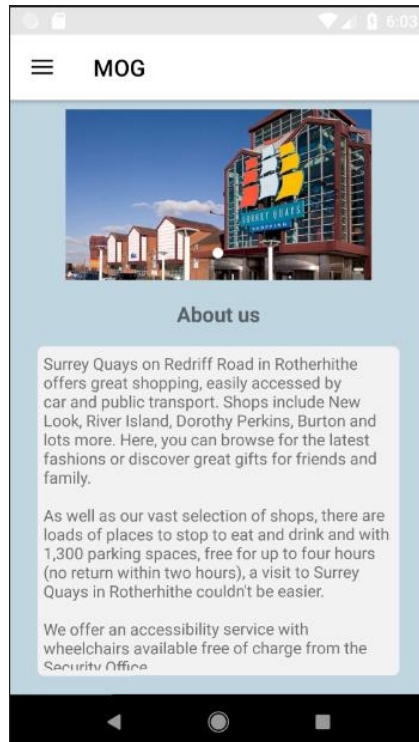 6:03
MOG
SURREY QUAYS
SHOPPING
About us
Surrey Quays on Redriff Road in Rotherhithe
offers great shopping, easily accessed by
car and public transport. Shops include New
Look, River Island, Dorothy Perkins, Burton and
lots more. Here, you can browse for the latest
fashions or discover great gifts for friends and
family.
As well as our vast selection of shops, there are
loads of places to stop to eat and drink and with
1,300 parking spaces, free for up to four hours
(no return within two hours), a visit to Surrey
Quays in Rotherhithe couldn't be easier.
We offer an accessibility service with
wheelchairs available free of charge from the
Security Office